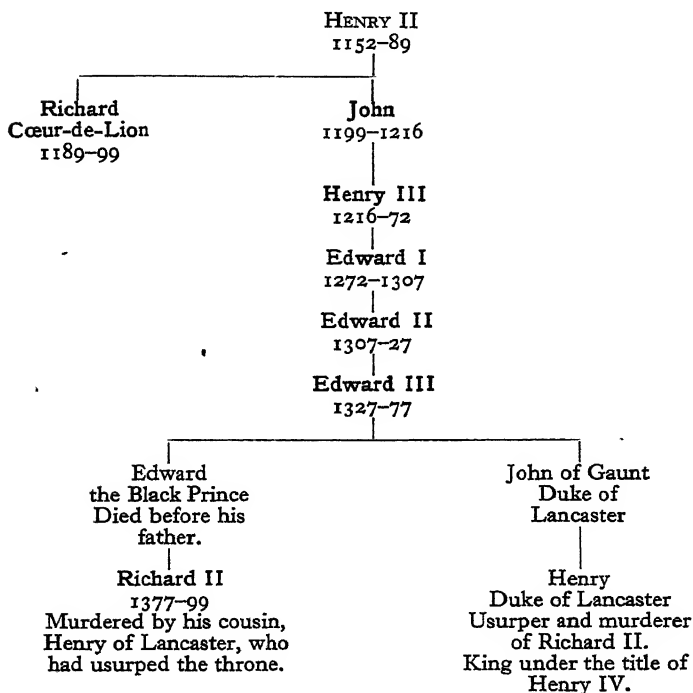 HENRY II
1152–89
Richard
Cœur-de-Lion
1189–99
John
1199–1216
Henry III
1216–72
Edward I
1272–1307
Edward II
1307–27
Edward III
1327–77
Edward
the Black Prince
Died before his
father.
Richard II
1377–99
Murdered by his cousin,
Henry of Lancaster, who
had usurped the throne.
John of Gaunt
Duke of
Lancaster
Henry
Duke of Lancaster
Usurper and murderer
of Richard II.
King under the title of
Henry IV.